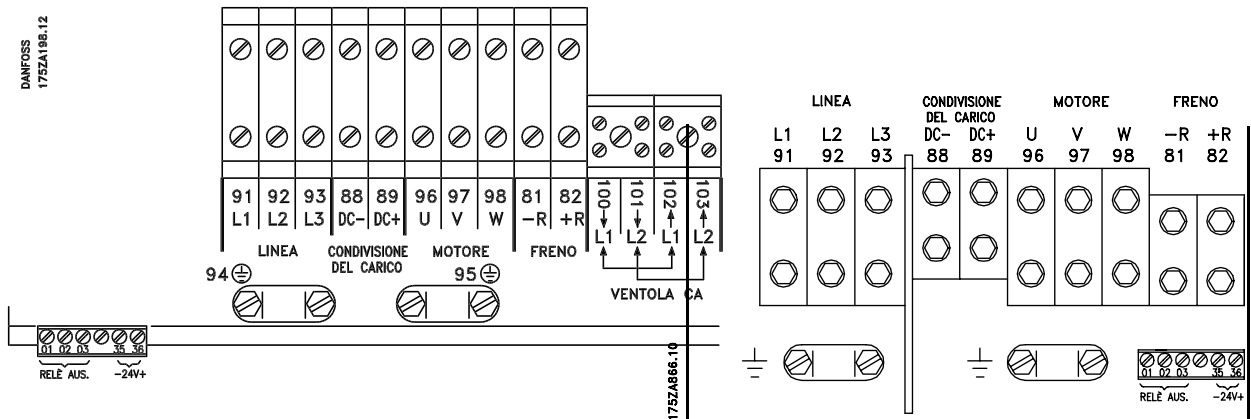 DANFOSS
175ZA198.12
91 92 93 88 89 96 97 98 81 82 100 101 102 103
L1 L2 L3 DC- DC+ U V W -R +R L1 L2 L1 L2
LINEA
CONDIVISIONE
DEL CARICO
MOTORE
FRENO
VENTOLA CA
94
95
01 02 03 35 36
RELÈ AUS. -24V+
175ZA866.10
LINEA
CONDIVISIONE
DEL CARICO
MOTORE
FRENO
L1 L2 L3 DC- DC+ U V W -R +R
91 92 93 88 89 96 97 98 81 82
01 02 03 35 36
RELÈ AUS. -24V+